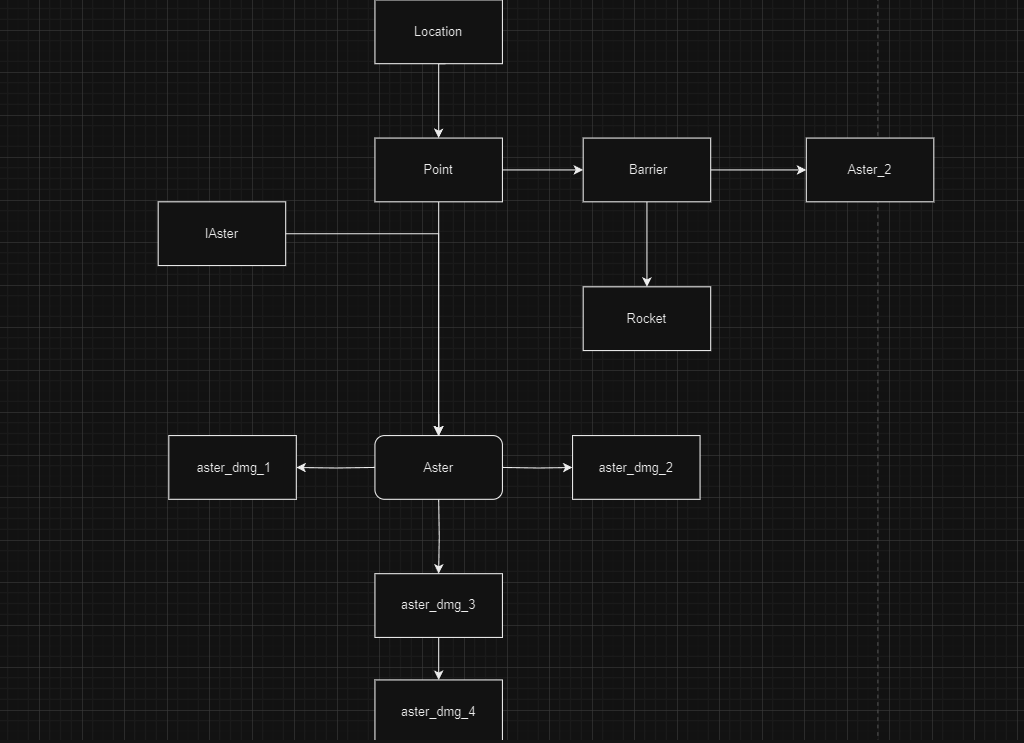 Location
Point
Barrier
Aster_2
IAster
Rocket
aster_dmg_1
Aster
aster_dmg_2
aster_dmg_3
aster_dmg_4